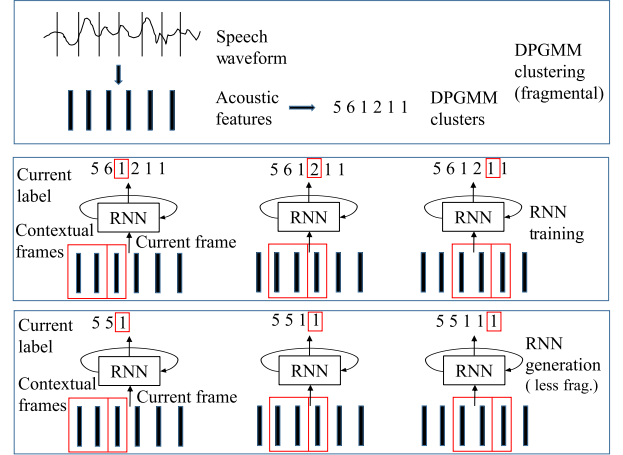 Speech
waveform
DPGMM
clustering
(fragmental)
Acoustic
features
5 6 1 2 1 1
DPGMM
clusters
Current
label
5 6 1 2 1 1
RNN
Contextual
frames
Current frame
5 6 1 2 1 1
RNN
5 6 1 2 1 1
RNN
RNN
training
Current
label
5 5 1
RNN
Contextual
frames
Current frame
5 5 1 1
RNN
5 5 1 1 1
RNN
RNN
generation
( less frag.)